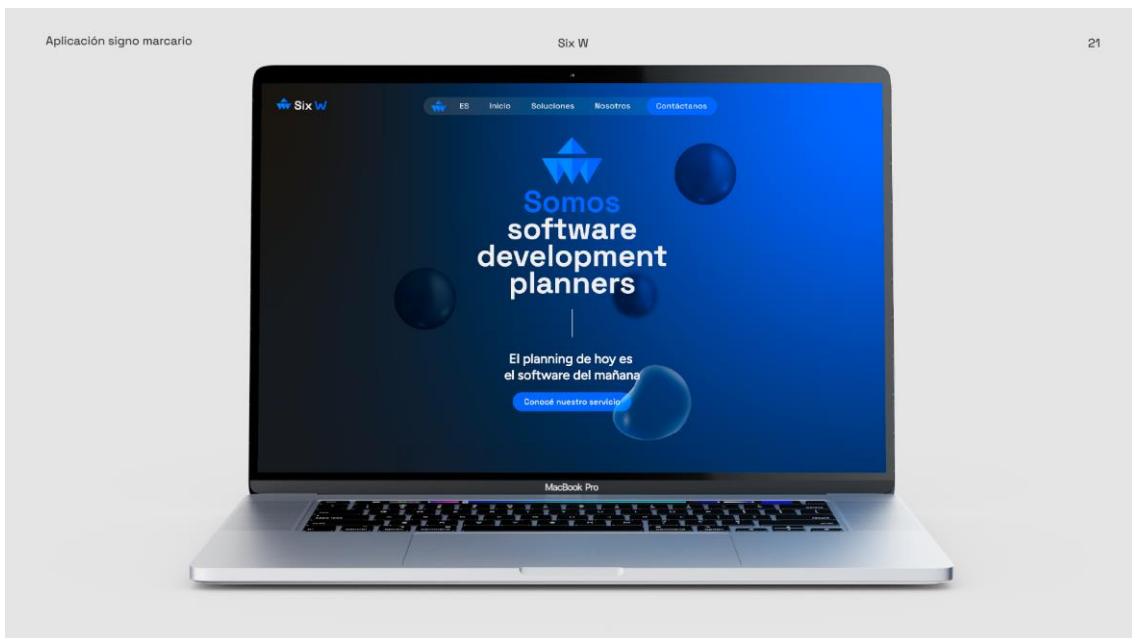 Aplicación signo marcario
Six W
21
Six W
ES Inicio Soluciones Nosotros Contáctanos
Somos
software
development
planners
El planning de hoy es
el software del mañana
Conocé nuestro servicio
MacBook Pro